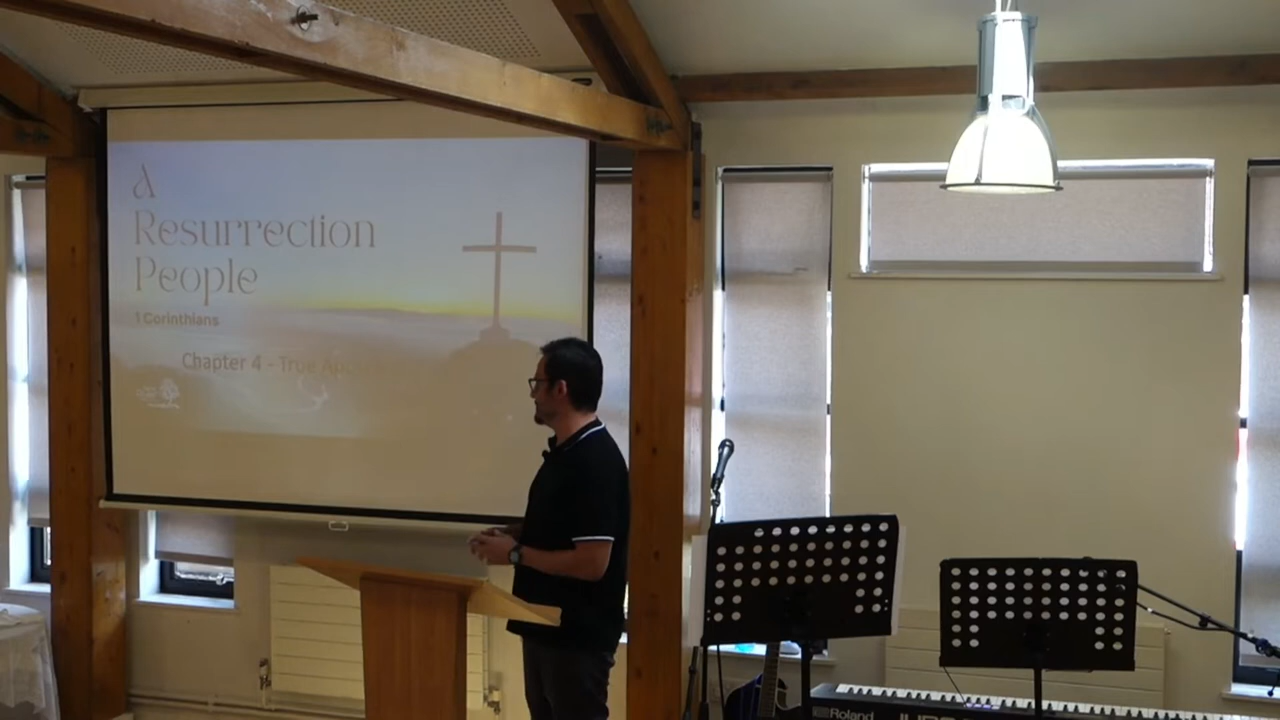 A
Resurrection
People
1 Corinthians
Chapter 4 - True
Roland